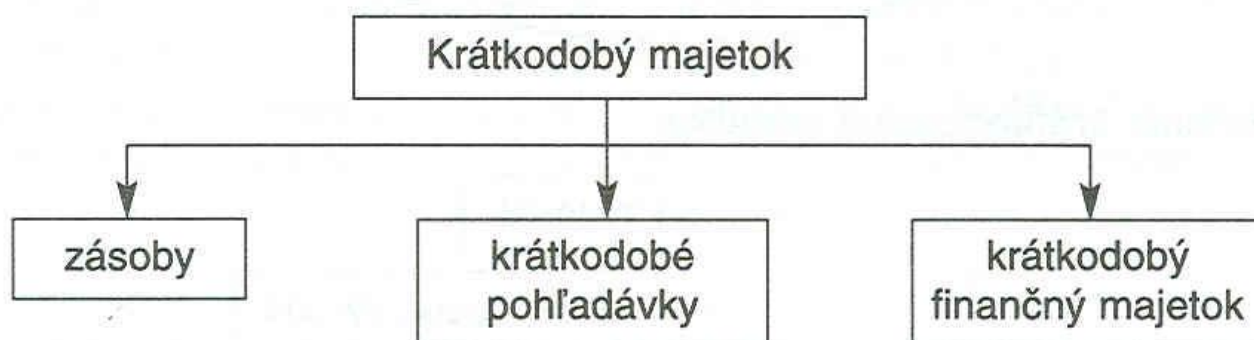 Krátkodobý majetok
zásoby
krátkodobé
pohľadávky
krátkodobý
finančný majetok